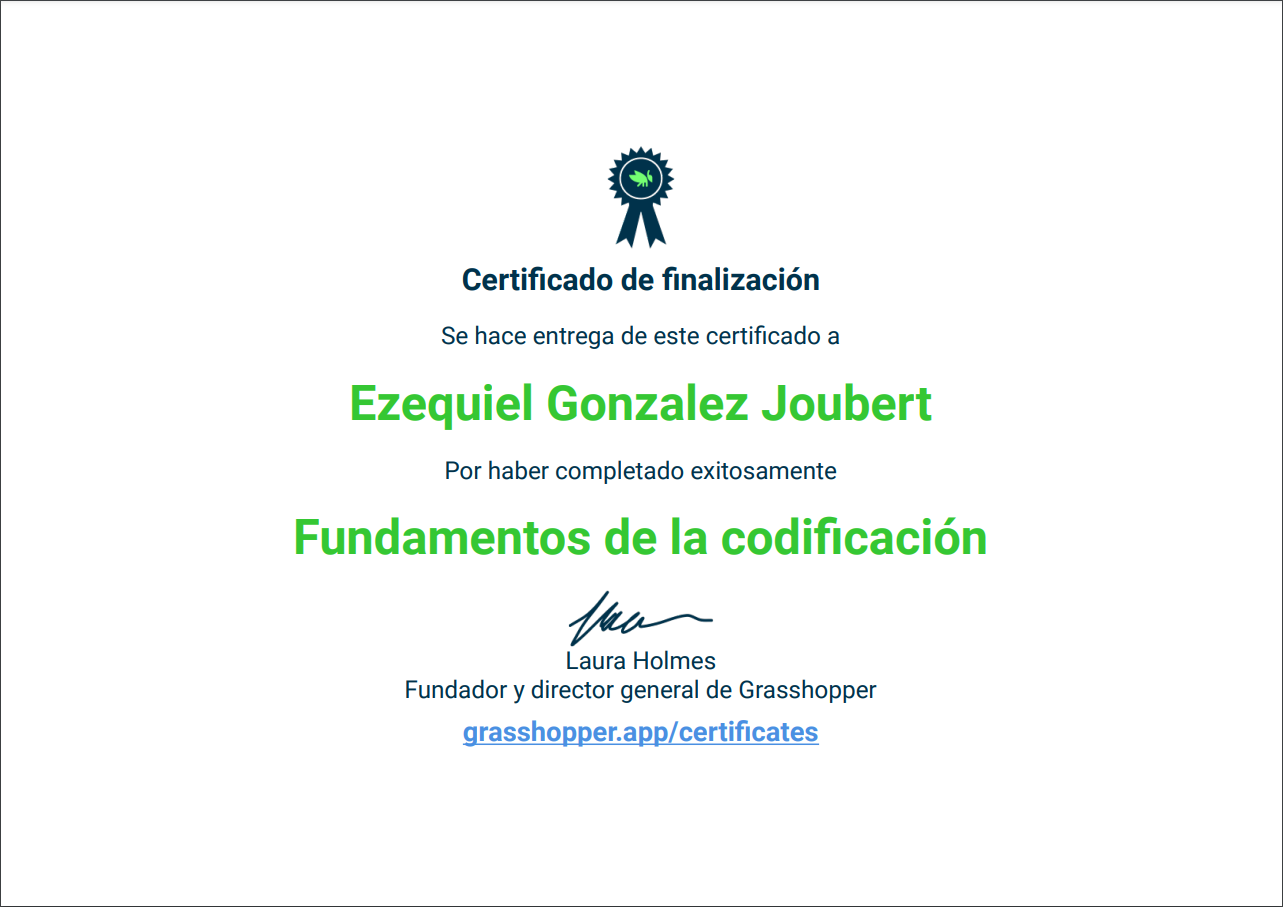 Certificado de finalización
Se hace entrega de este certificado a
Ezequiel Gonzalez Joubert
Por haber completado exitosamente
Fundamentos de la codificación
Laura Holmes
Fundador y director general de Grasshopper
grasshopper.app/certificates